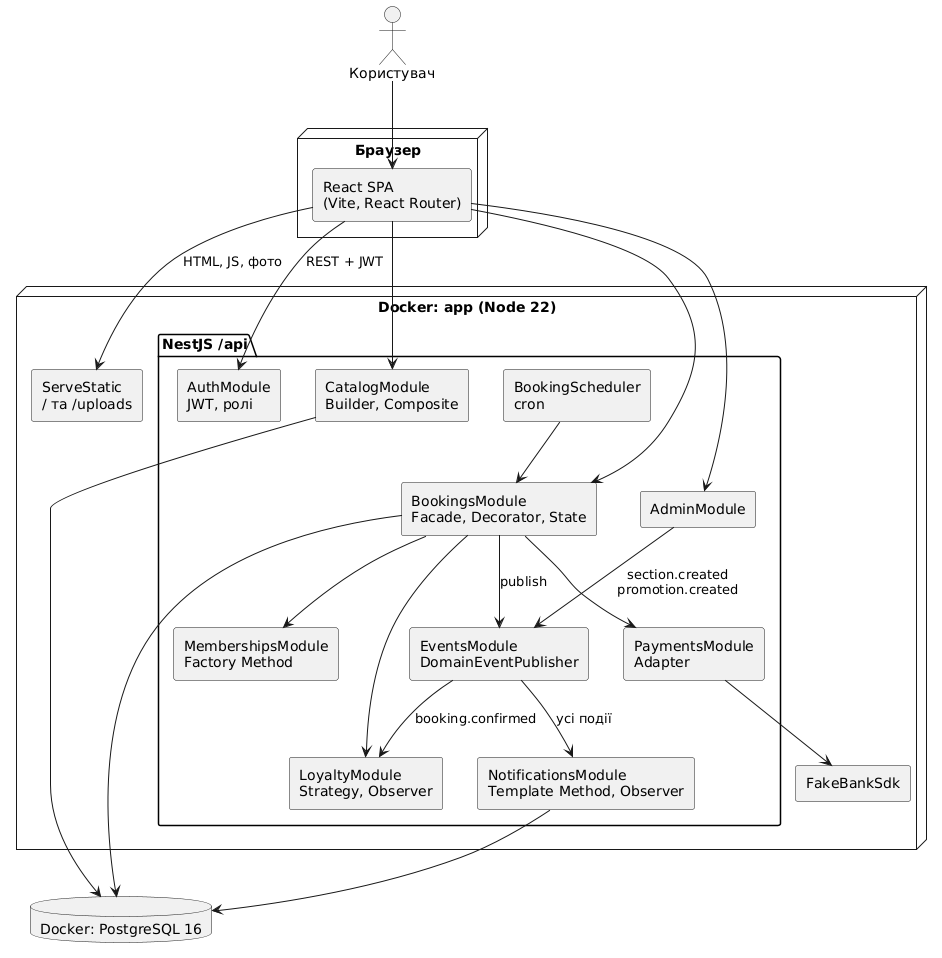 Користувач
Браузер
React SPA
(Vite, React Router)
HTML, JS, фото
REST + JWT
Docker: app (Node 22)
NestJS /api
ServeStatic
/ та /uploads
AuthModule
JWT, ролі
CatalogModule
Builder, Composite
BookingScheduler
cron
BookingsModule
Facade, Decorator, State
AdminModule
publish
section.created
promotion.created
MembershipsModule
Factory Method
EventsModule
DomainEventPublisher
PaymentsModule
Adapter
booking.confirmed
усі події
LoyaltyModule
Strategy, Observer
NotificationsModule
Template Method, Observer
FakeBankSdk
Docker: PostgreSQL 16